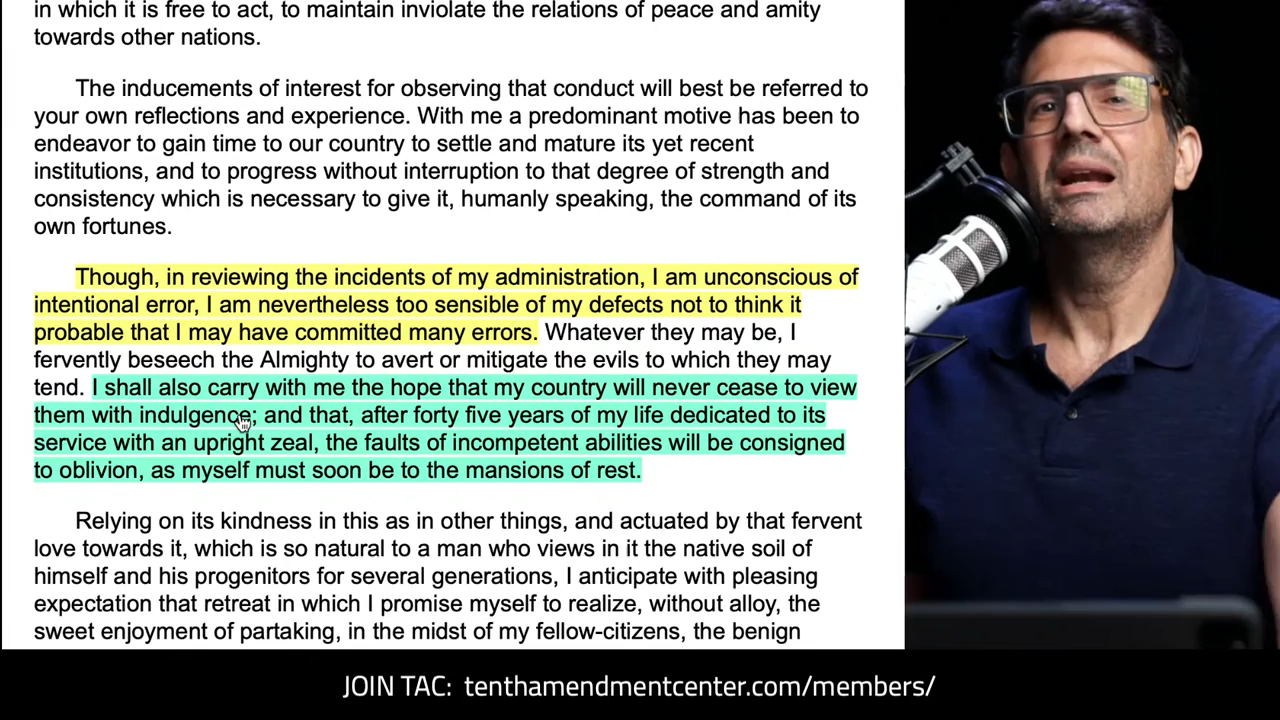 in which it is free to act, to maintain inviolate the relations of peace and amity
towards other nations.
The inducements of interest for observing that conduct will best be referred to
your own reflections and experience. With me a predominant motive has been to
endeavor to gain time to our country to settle and mature its yet recent
institutions, and to progress without interruption to that degree of strength and
consistency which is necessary to give it, humanly speaking, the command of its
own fortunes.
Though, in reviewing the incidents of my administration, I am unconscious of
intentional error, I am nevertheless too sensible of my defects not to think it
probable that I may have committed many errors. Whatever they may be, I
fervently beseech the Almighty to avert or mitigate the evils to which they may
tend. I shall also carry with me the hope that my country will never cease to view
them with indulgence; and that, after forty five years of my life dedicated to its
service with an upright zeal, the faults of incompetent abilities will be consigned
to oblivion, as myself must soon be to the mansions of rest.
Relying on its kindness in this as in other things, and actuated by that fervent
love towards it, which is so natural to a man who views in it the native soil of
himself and his progenitors for several generations, I anticipate with pleasing
expectation that retreat in which I promise myself to realize, without alloy, the
sweet enjoyment of partaking, in the midst of my fellow-citizens, the benign
JOIN TAC: tenthamendmentcenter.com/members/